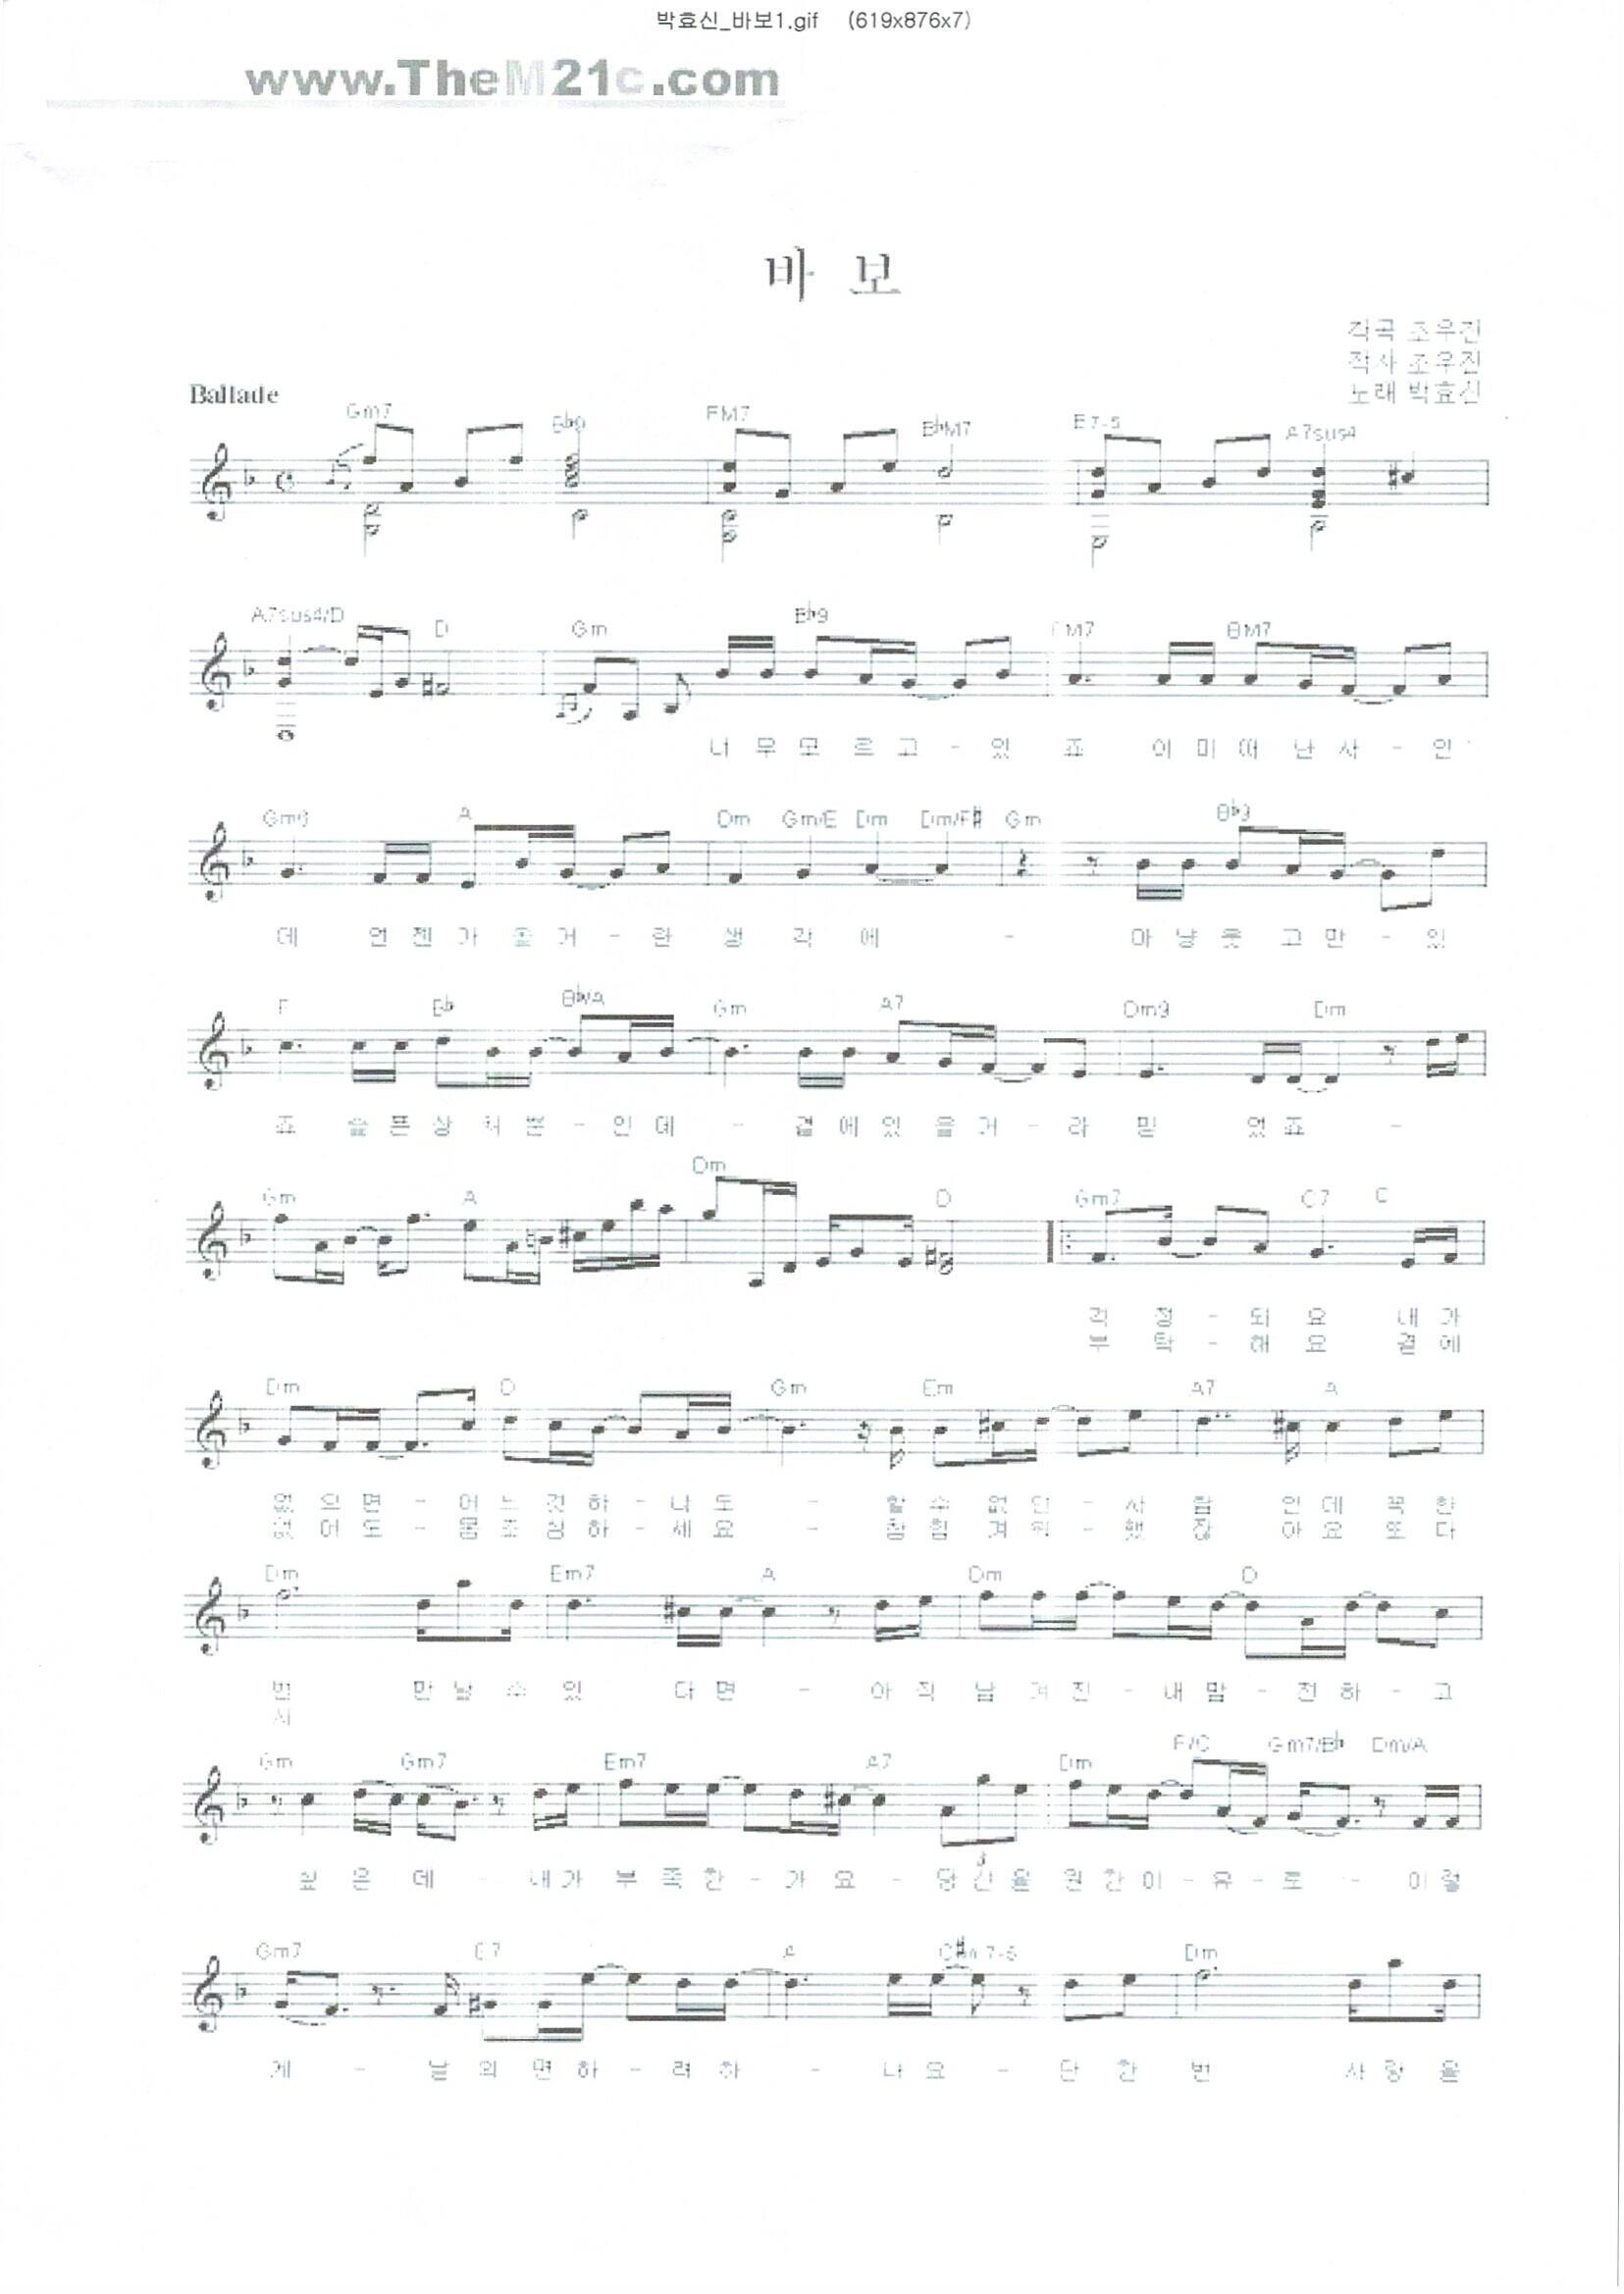 박효신_바보1.gif (619x876x7)
www.TheM21c.com
바 보
작곡 조우진
작사 조우진
노래 박효신
Ballade
Gm7 B♭9 FM7 B♭M7 E7-5 A7sus4
A7sus4/D D Gm B♭9 FM7 BM7
너 무 모 르 고 - 있 죠 이 미 떠 난 사 - 인
Gm6 A Dm Gm/E Dm Dm/F# Gm B♭9
데 언 젠 가 올 거 - 란 생 각 에 - 마 냥 웃 고 만 - 있
F B♭ B♭/A Gm A7 Dm9 Dm
죠 슬 픈 상 처 뿐 - 인 데 - 곁 에 있 을 거 - 라 믿 었 죠 -
Gm A Dm D Gm7 C7 C
걱 정 - 되 요 내 가
부 탁 - 해 요 곁 에
Dm D Gm Em A7 A
없 으 면 - 어 느 것 하 - 나 도 - 할 수 없 단 - 사 람 인 데 꼭 한
없 어 도 - 몸 조 심 하 - 세 요 - 참 힘 겨 워 - 했 잖 아 요 또 다
Dm Em7 A Dm D
번 만 날 수 있 다 면 - 아 직 남 겨 진 - 내 맘 - 전 하 - 고
시
Gm Gm7 Em7 A7 Dm F/C Gm7/B♭ Dm/A
싶 은 데 - 내 가 부 족 한 - 가 요 - 당 신 을 원 한 이 - 유 - 로 - 이 렇
3
Gm7 E7 A C#m7-5 Dm
게 - 날 외 면 하 - 려 하 - 나 요 - 단 한 번 사 랑 을